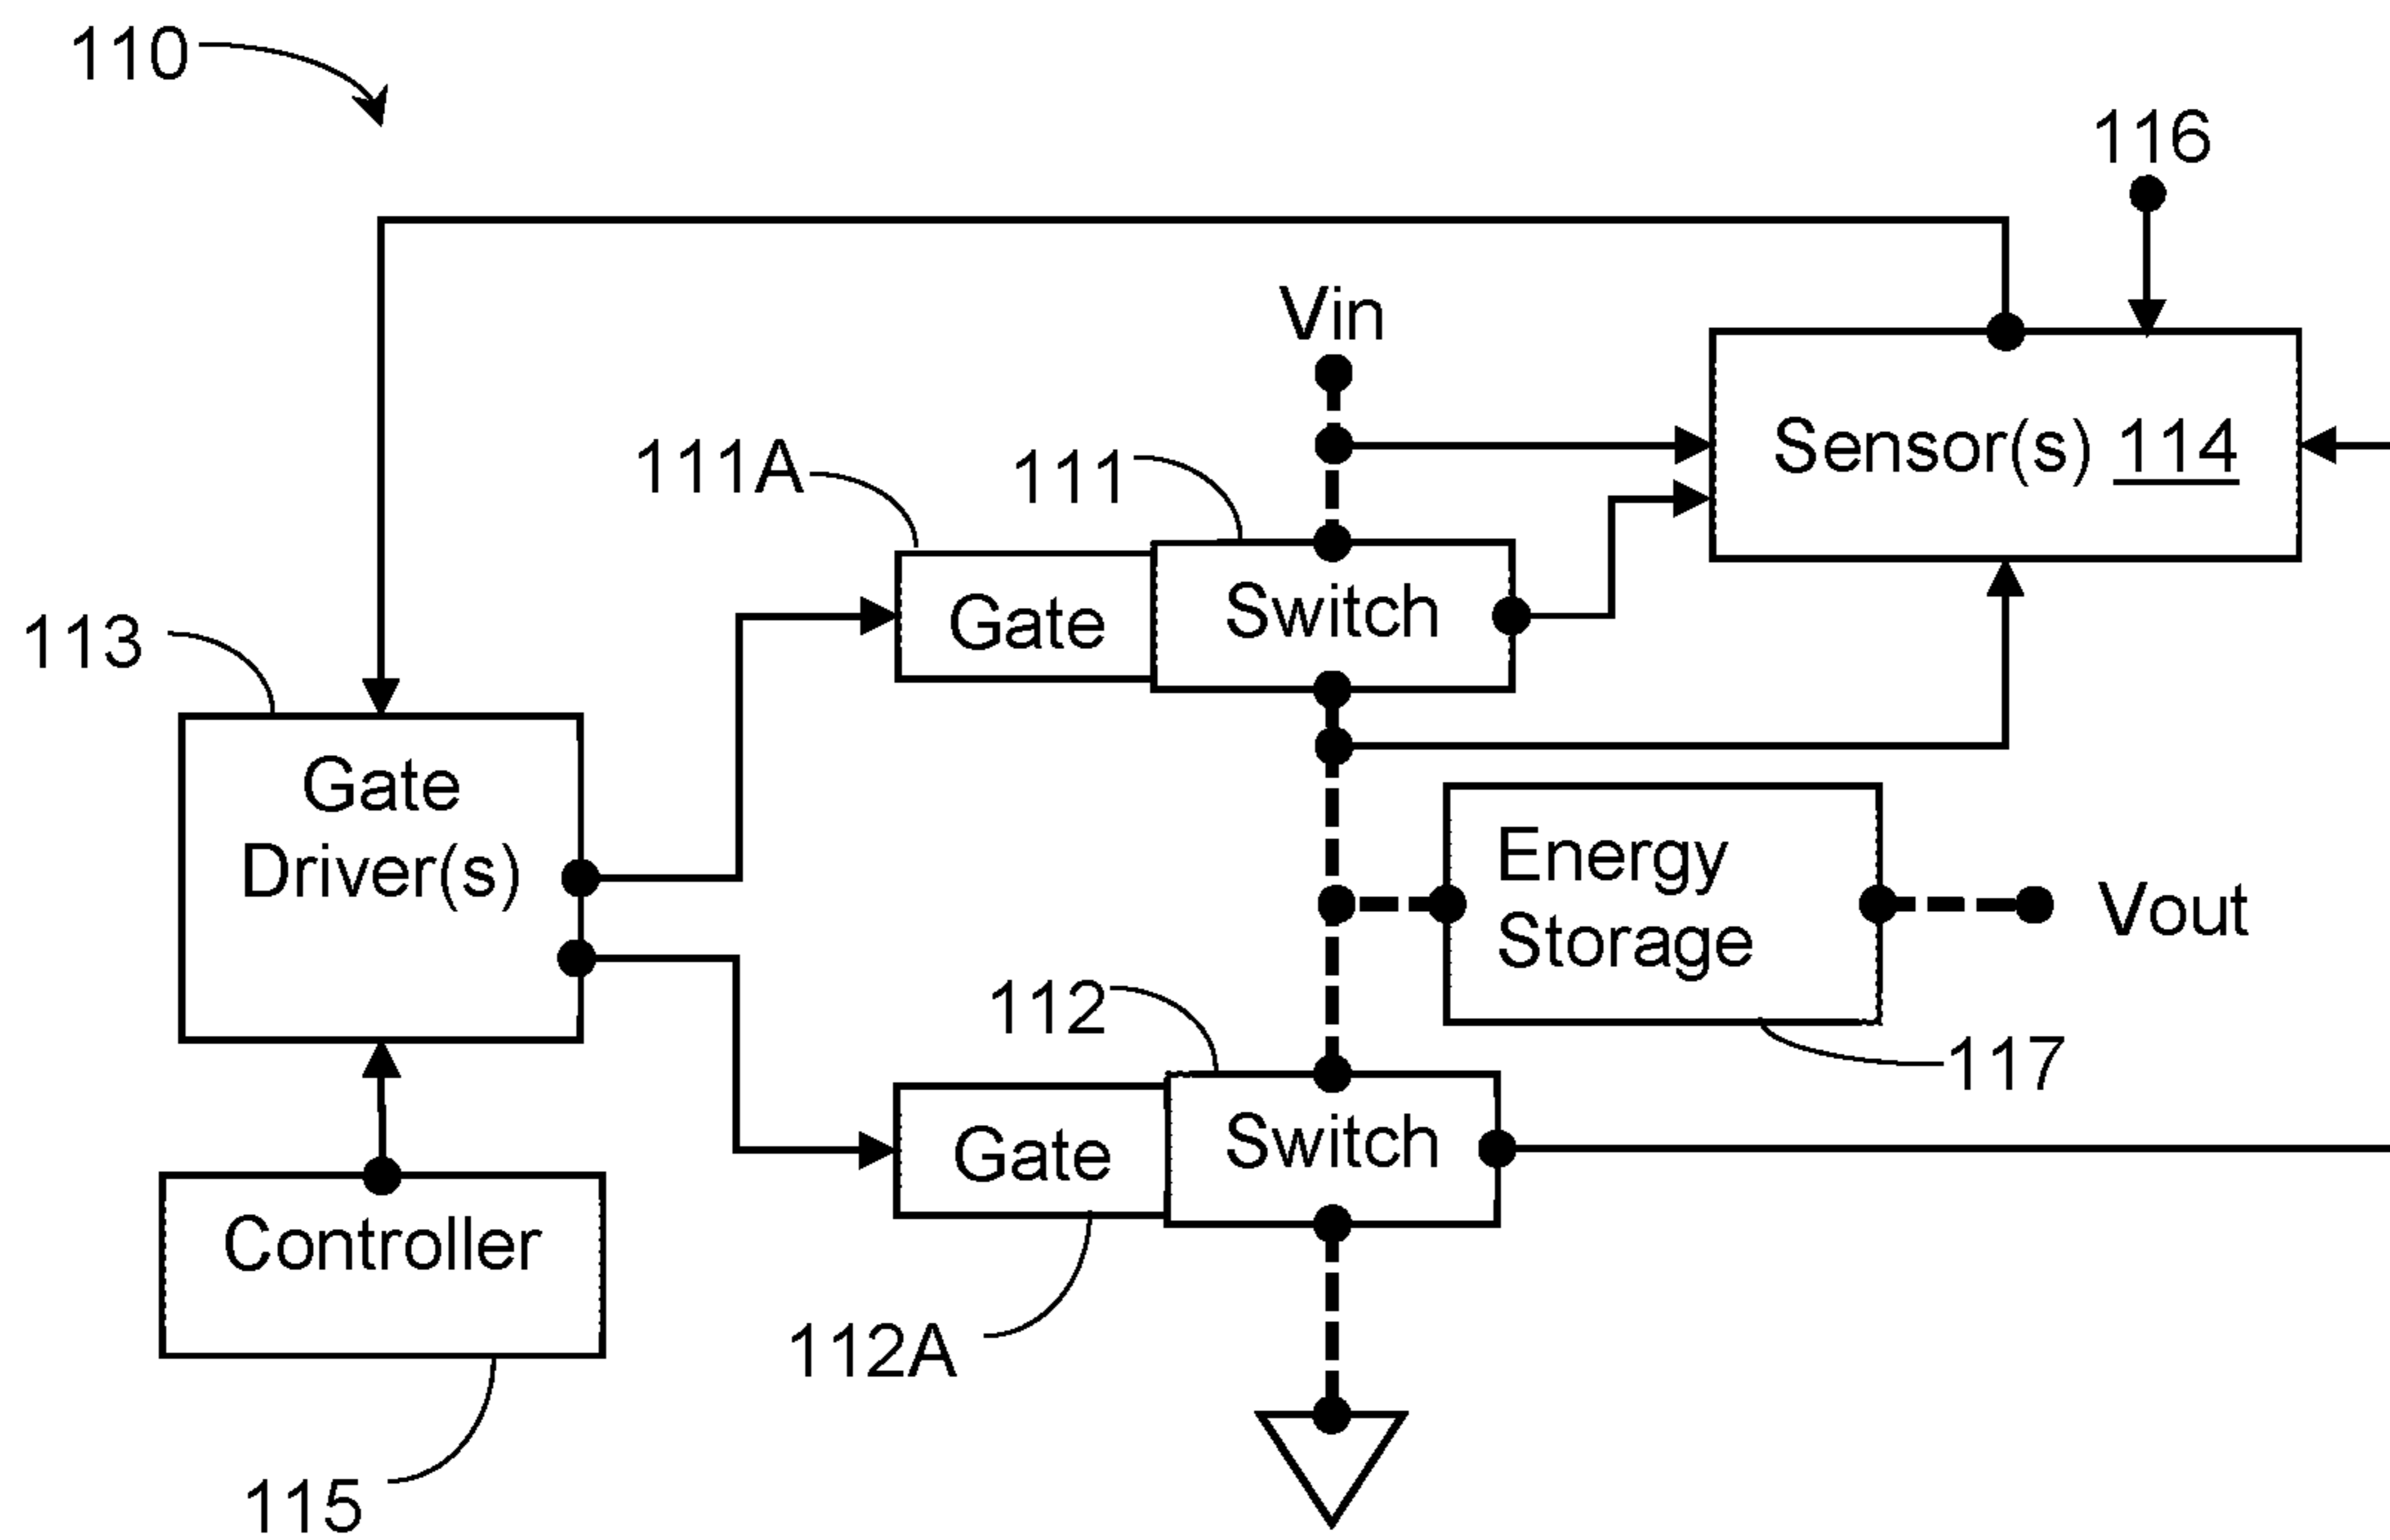 110
116
Vin
111A
111
Sensor(s) 114
Gate
Switch
113
Gate
Driver(s)
Energy
Storage
Vout
112
117
Gate
Switch
Controller
112A
115